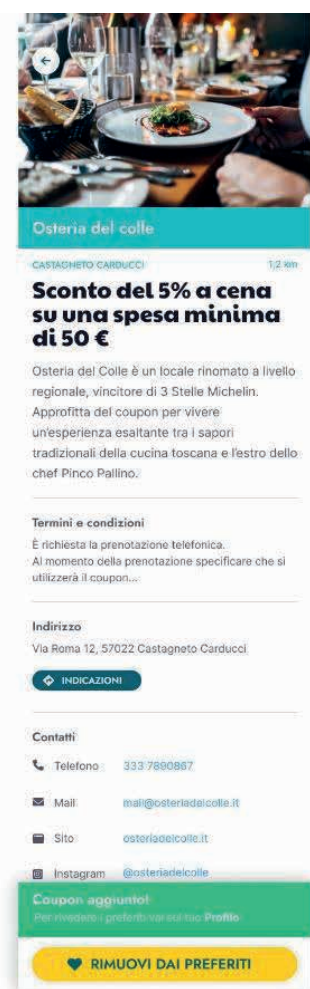 Osteria del colle
CASTAGNETO CARDUCCI 1,2 km
Sconto del 5% a cena
su una spesa minima
di 50 €
Osteria del Colle è un locale rinomato a livello
regionale, vincitore di 3 Stelle Michelin.
Approfitta del coupon per vivere
un'esperienza esaltante tra i sapori
tradizionali della cucina toscana e l'estro dello
chef Pinco Pallino.
Termini e condizioni
È richiesta la prenotazione telefonica.
Al momento della prenotazione specificare che si
utilizzerà il coupon...
Indirizzo
Via Roma 12, 57022 Castagneto Carducci
INDICAZIONI
Contatti
Telefono 333 7890867
Mail mail@osteriadelcolle.it
Sito osteriadelcolle.it
Instagram @osteriadelcolle
Coupon aggiunto!
Per rivedere i preferiti vai sul tuo Profilo
RIMUOVI DAI PREFERITI